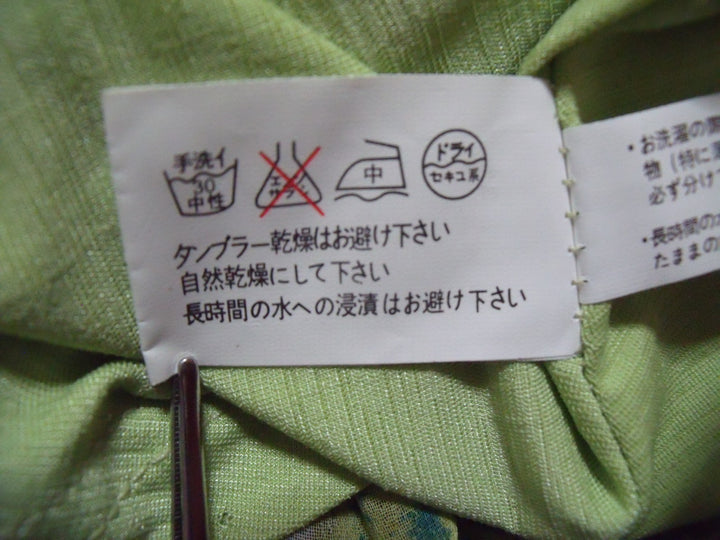 手洗イ
30
中性
エンソ
サラシ
中
ドライ
セキユ系
タンブラー乾燥はお避け下さい
自然乾燥にして下さい
長時間の水への浸漬はお避け下さい
・お洗濯の際
物(特に
必ず分け
・長時間の
たままの